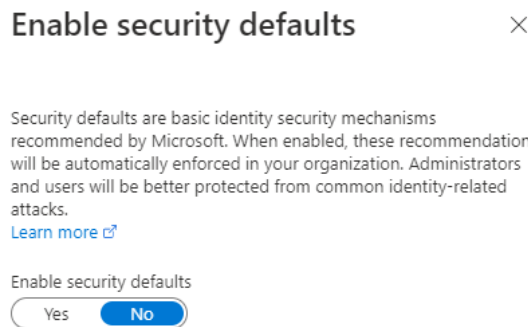 Enable security defaults
Security defaults are basic identity security mechanisms
recommended by Microsoft. When enabled, these recommendation
will be automatically enforced in your organization. Administrators
and users will be better protected from common identity-related
attacks.
Learn more
Enable security defaults
Yes No